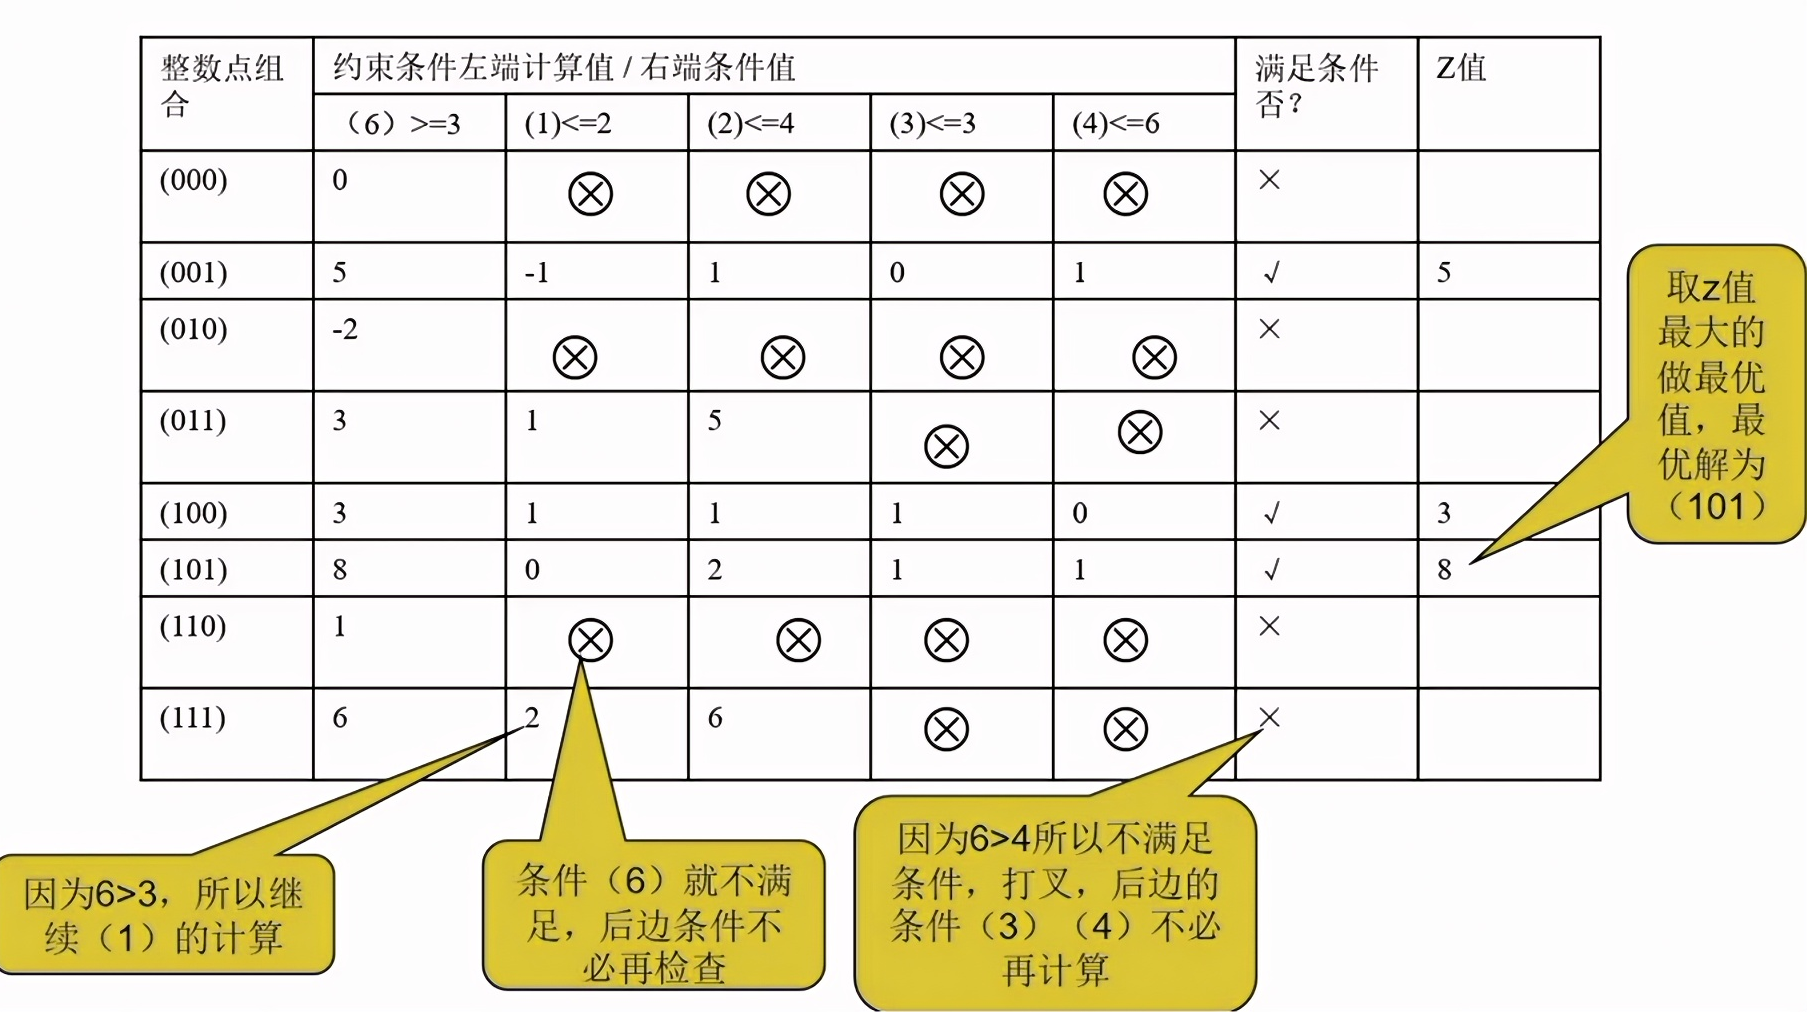 整数点组合 约束条件左端计算值 / 右端条件值 满足条件否? Z值
（6）>=3 (1)<=2 (2)<=4 (3)<=3 (4)<=6
(000) 0 ⊗ ⊗ ⊗ ⊗ ×
(001) 5 -1 1 0 1 √ 5
(010) -2 ⊗ ⊗ ⊗ ⊗ ×
(011) 3 1 5 ⊗ ⊗ ×
(100) 3 1 1 1 0 √ 3
(101) 8 0 2 1 1 √ 8
(110) 1 ⊗ ⊗ ⊗ ⊗ ×
(111) 6 2 6 ⊗ ⊗ ×
取z值
最大的
做最优
值，最
优解为
（101）
因为6>3，所以继
续（1）的计算
条件（6）就不满
足，后边条件不
必再检查
因为6>4所以不满足
条件，打叉，后边的
条件（3）（4）不必
再计算